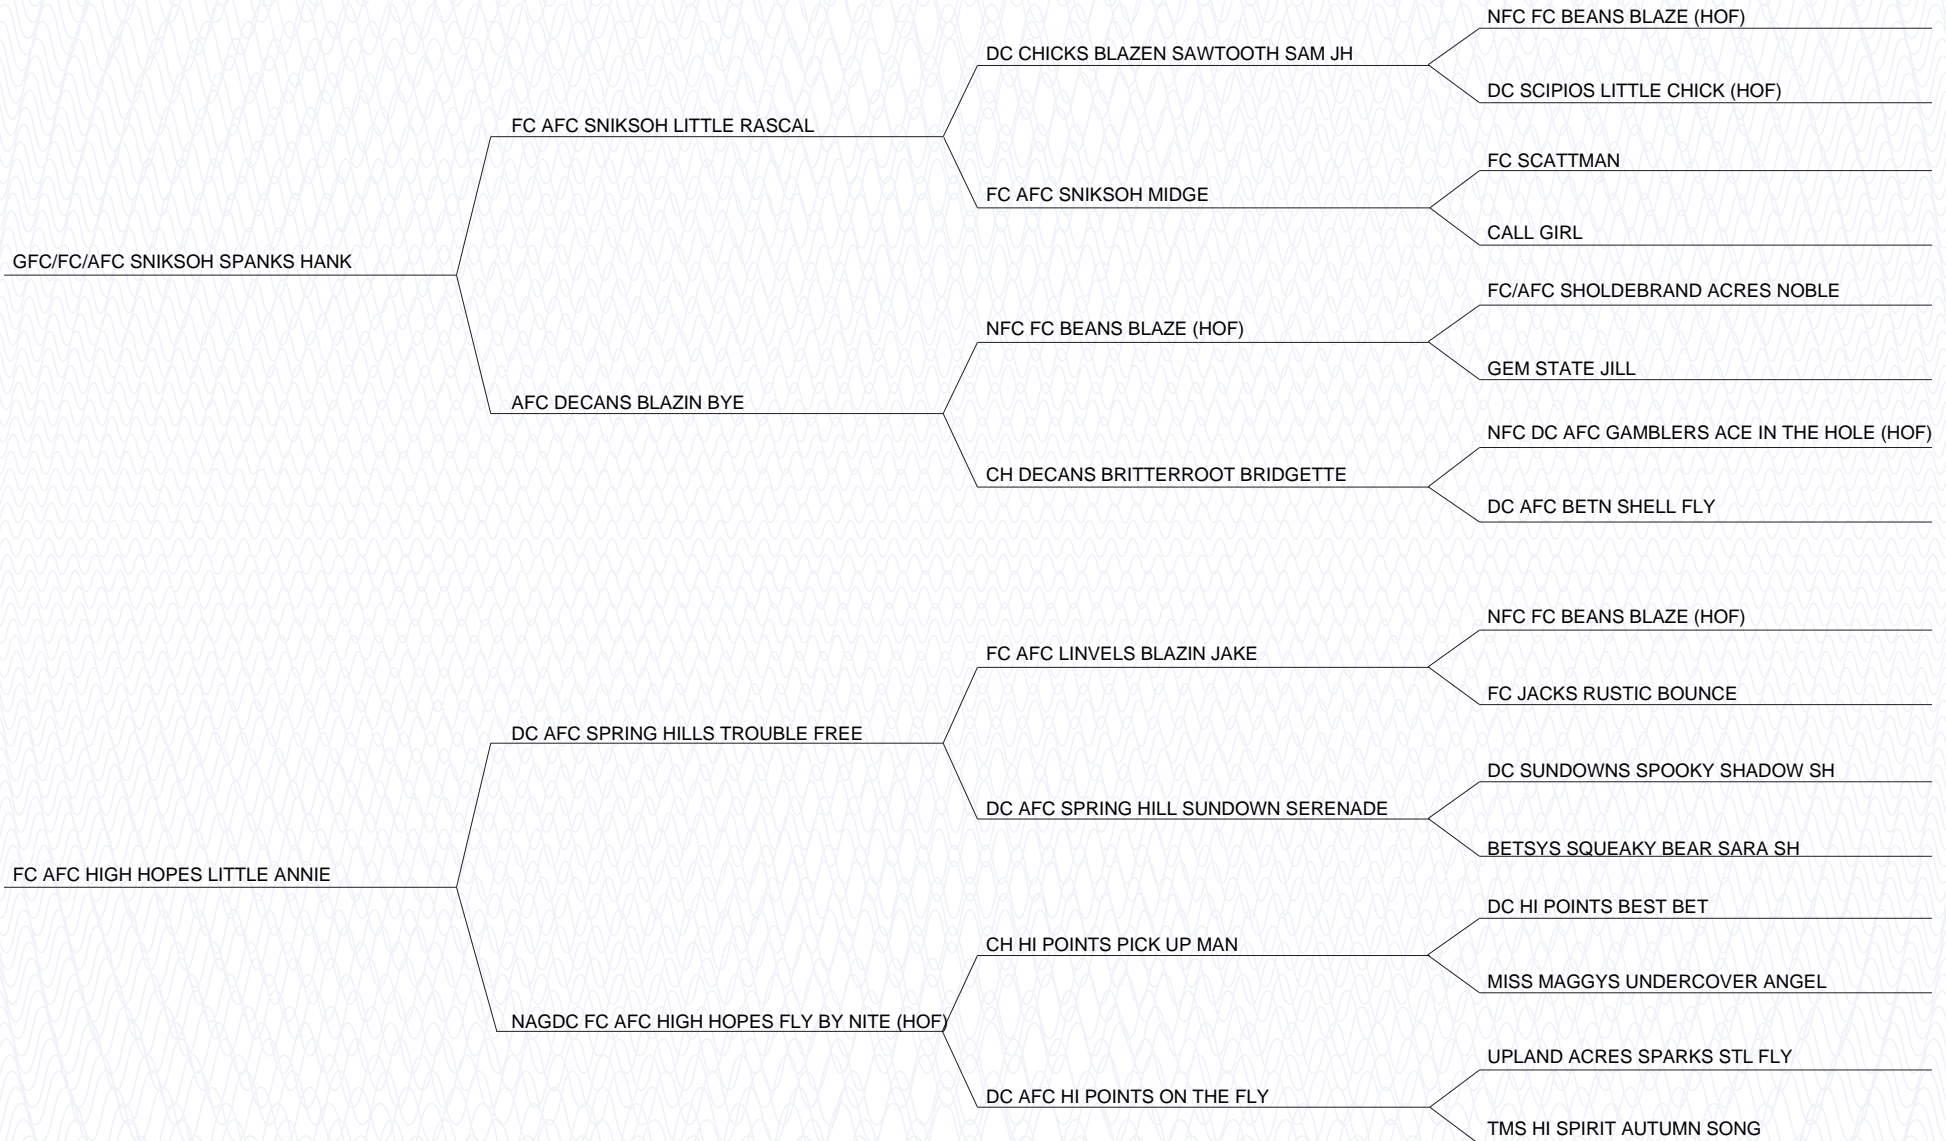 NFC FC BEANS BLAZE (HOF)
DC CHICKS BLAZEN SAWTOOTH SAM JH
DC SCIPIOS LITTLE CHICK (HOF)
FC AFC SNIKSOH LITTLE RASCAL
FC SCATTMAN
FC AFC SNIKSOH MIDGE
CALL GIRL
GFC/FC/AFC SNIKSOH SPANKS HANK
FC/AFC SHOLDEBRAND ACRES NOBLE
NFC FC BEANS BLAZE (HOF)
GEM STATE JILL
AFC DECANS BLAZIN BYE
NFC DC AFC GAMBLERS ACE IN THE HOLE (HOF)
CH DECANS BRITTERROOT BRIDGETTE
DC AFC BETN SHELL FLY
NFC FC BEANS BLAZE (HOF)
FC AFC LINVELS BLAZIN JAKE
FC JACKS RUSTIC BOUNCE
DC AFC SPRING HILLS TROUBLE FREE
DC SUNDOWNS SPOOKY SHADOW SH
DC AFC SPRING HILL SUNDOWN SERENADE
BETSYS SQUEAKY BEAR SARA SH
FC AFC HIGH HOPES LITTLE ANNIE
DC HI POINTS BEST BET
CH HI POINTS PICK UP MAN
MISS MAGGYS UNDERCOVER ANGEL
NAGDC FC AFC HIGH HOPES FLY BY NITE (HOF)
UPLAND ACRES SPARKS STL FLY
DC AFC HI POINTS ON THE FLY
TMS HI SPIRIT AUTUMN SONG